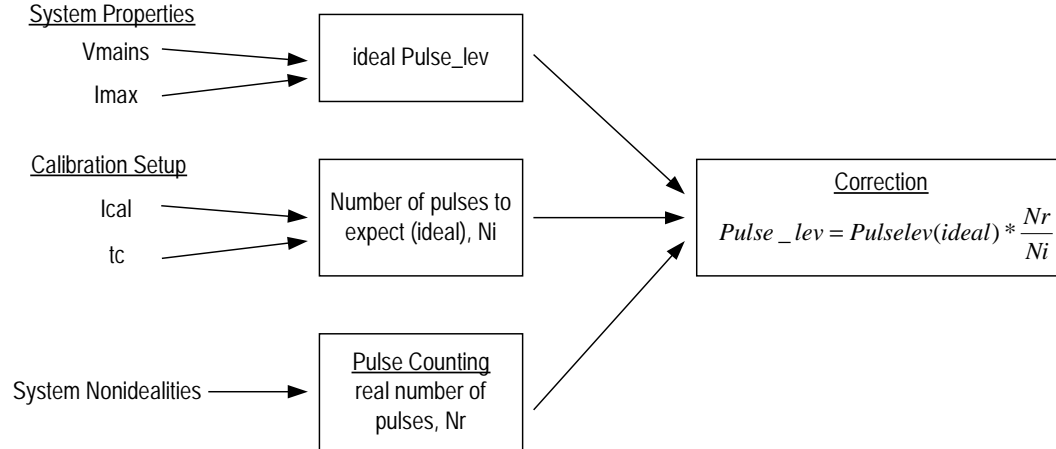 System Properties
Vmains
Imax
ideal Pulse_lev
Calibration Setup
Ical
tc
Number of pulses to
expect (ideal), Ni
Correction
Pulse _ lev = Pulselev(ideal) * Nr
Ni
System Nonidealities
Pulse Counting
real number of
pulses, Nr